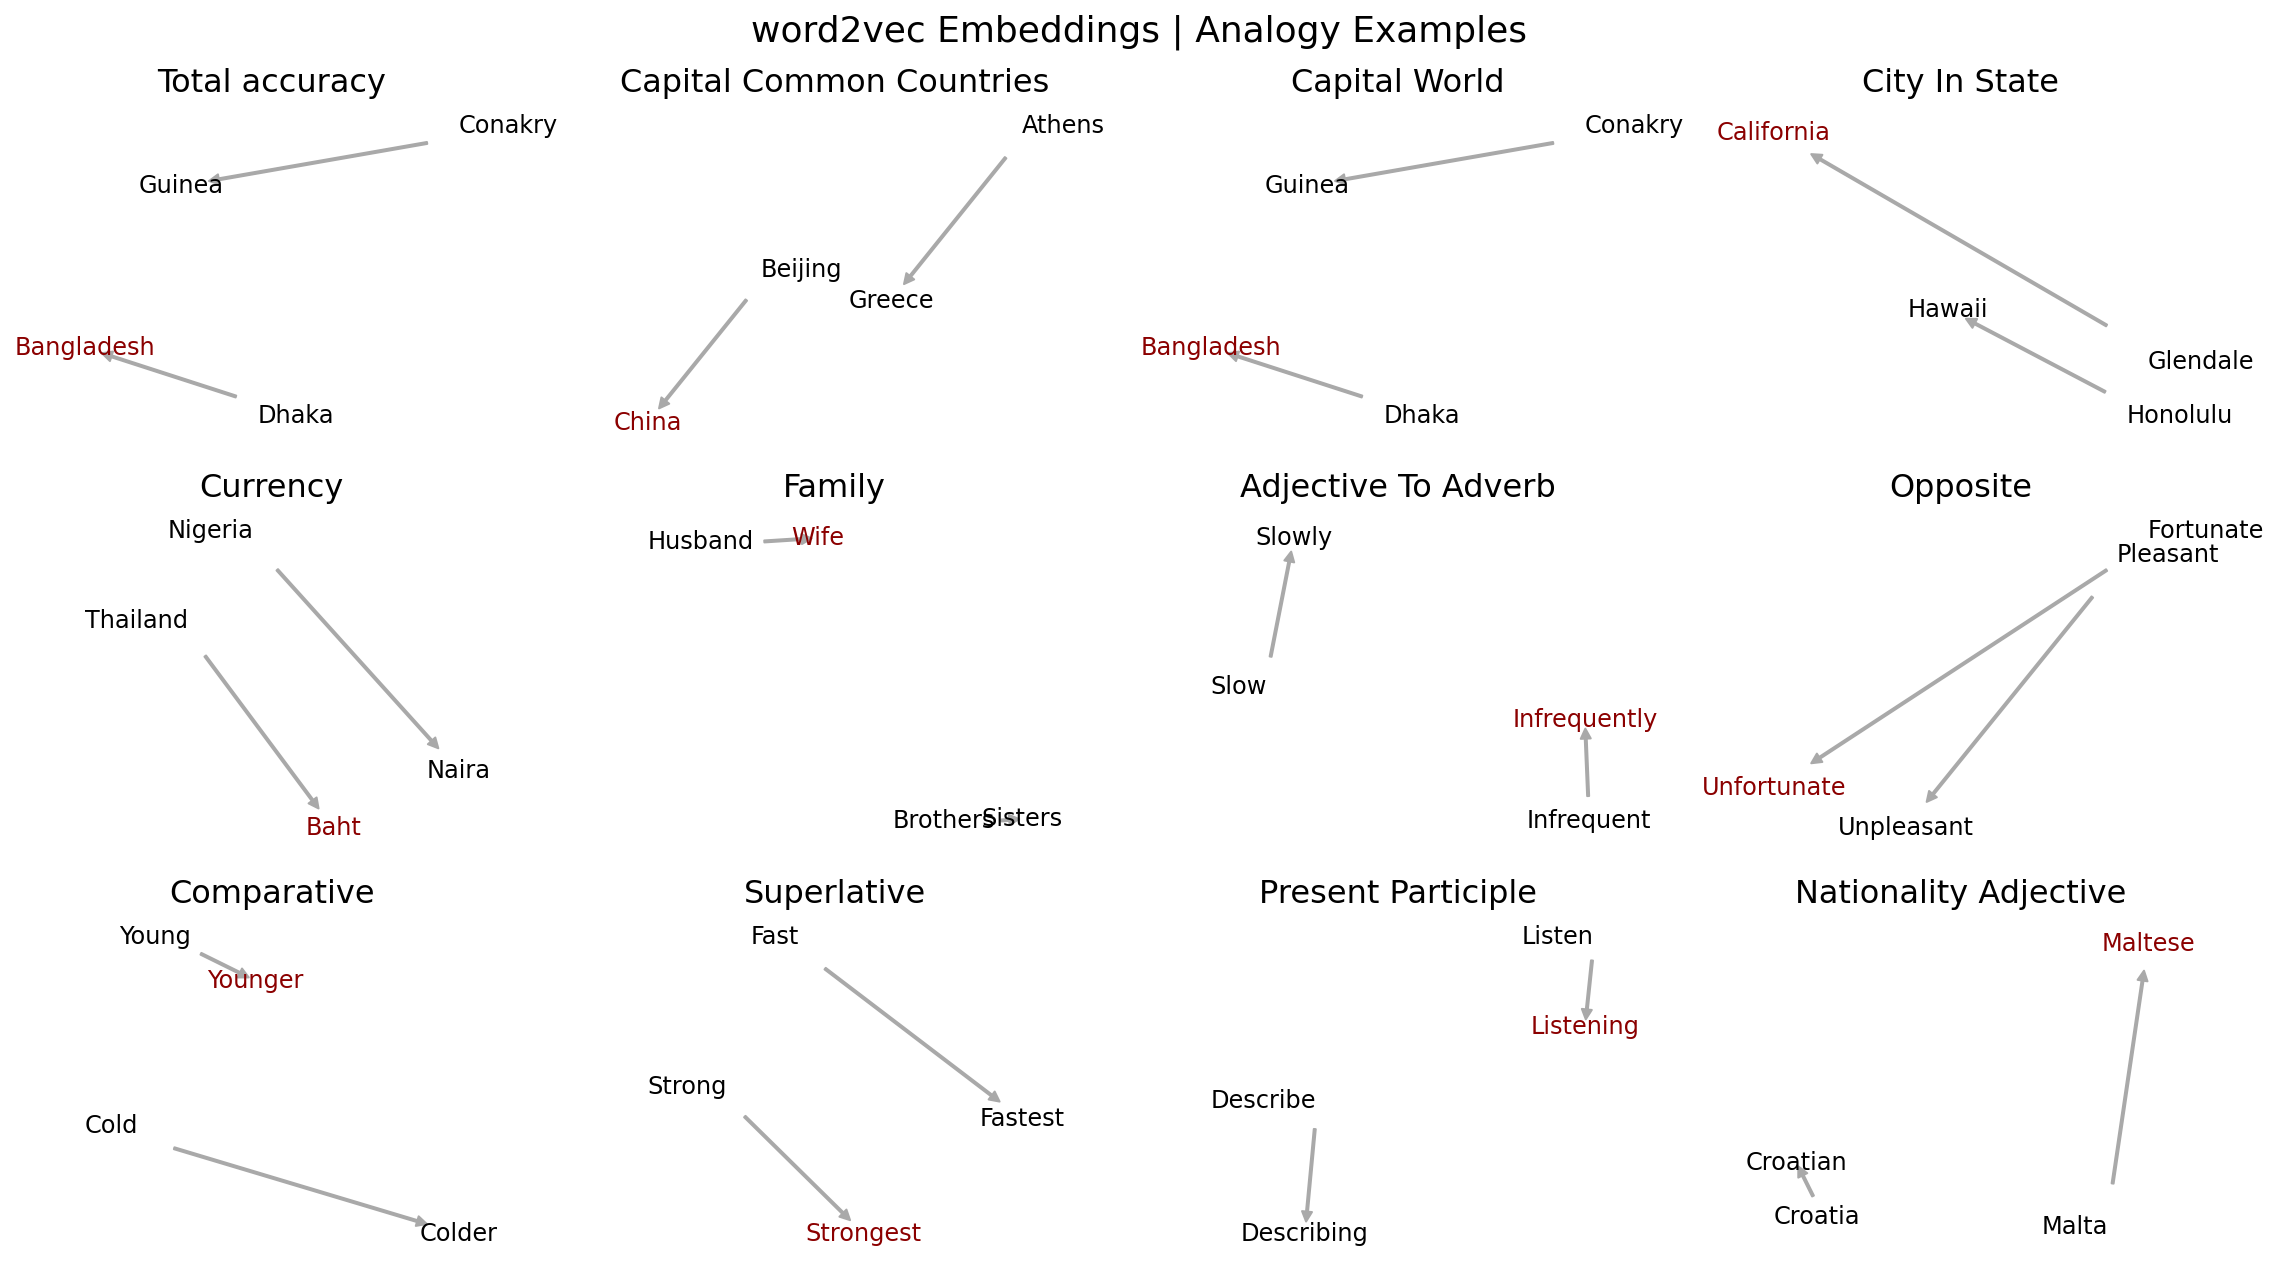 word2vec Embeddings | Analogy Examples
Total accuracy
Conakry
Guinea
Bangladesh
Dhaka
Capital Common Countries
Athens
Beijing
Greece
China
Capital World
Conakry
Guinea
Bangladesh
Dhaka
City In State
California
Hawaii
Glendale
Honolulu
Currency
Nigeria
Thailand
Naira
Baht
Family
Husband
Wife
Brothers
Sisters
Adjective To Adverb
Slowly
Slow
Infrequently
Infrequent
Opposite
Fortunate
Pleasant
Unfortunate
Unpleasant
Comparative
Young
Younger
Cold
Colder
Superlative
Fast
Strong
Fastest
Strongest
Present Participle
Listen
Listening
Describe
Describing
Nationality Adjective
Maltese
Croatian
Croatia
Malta